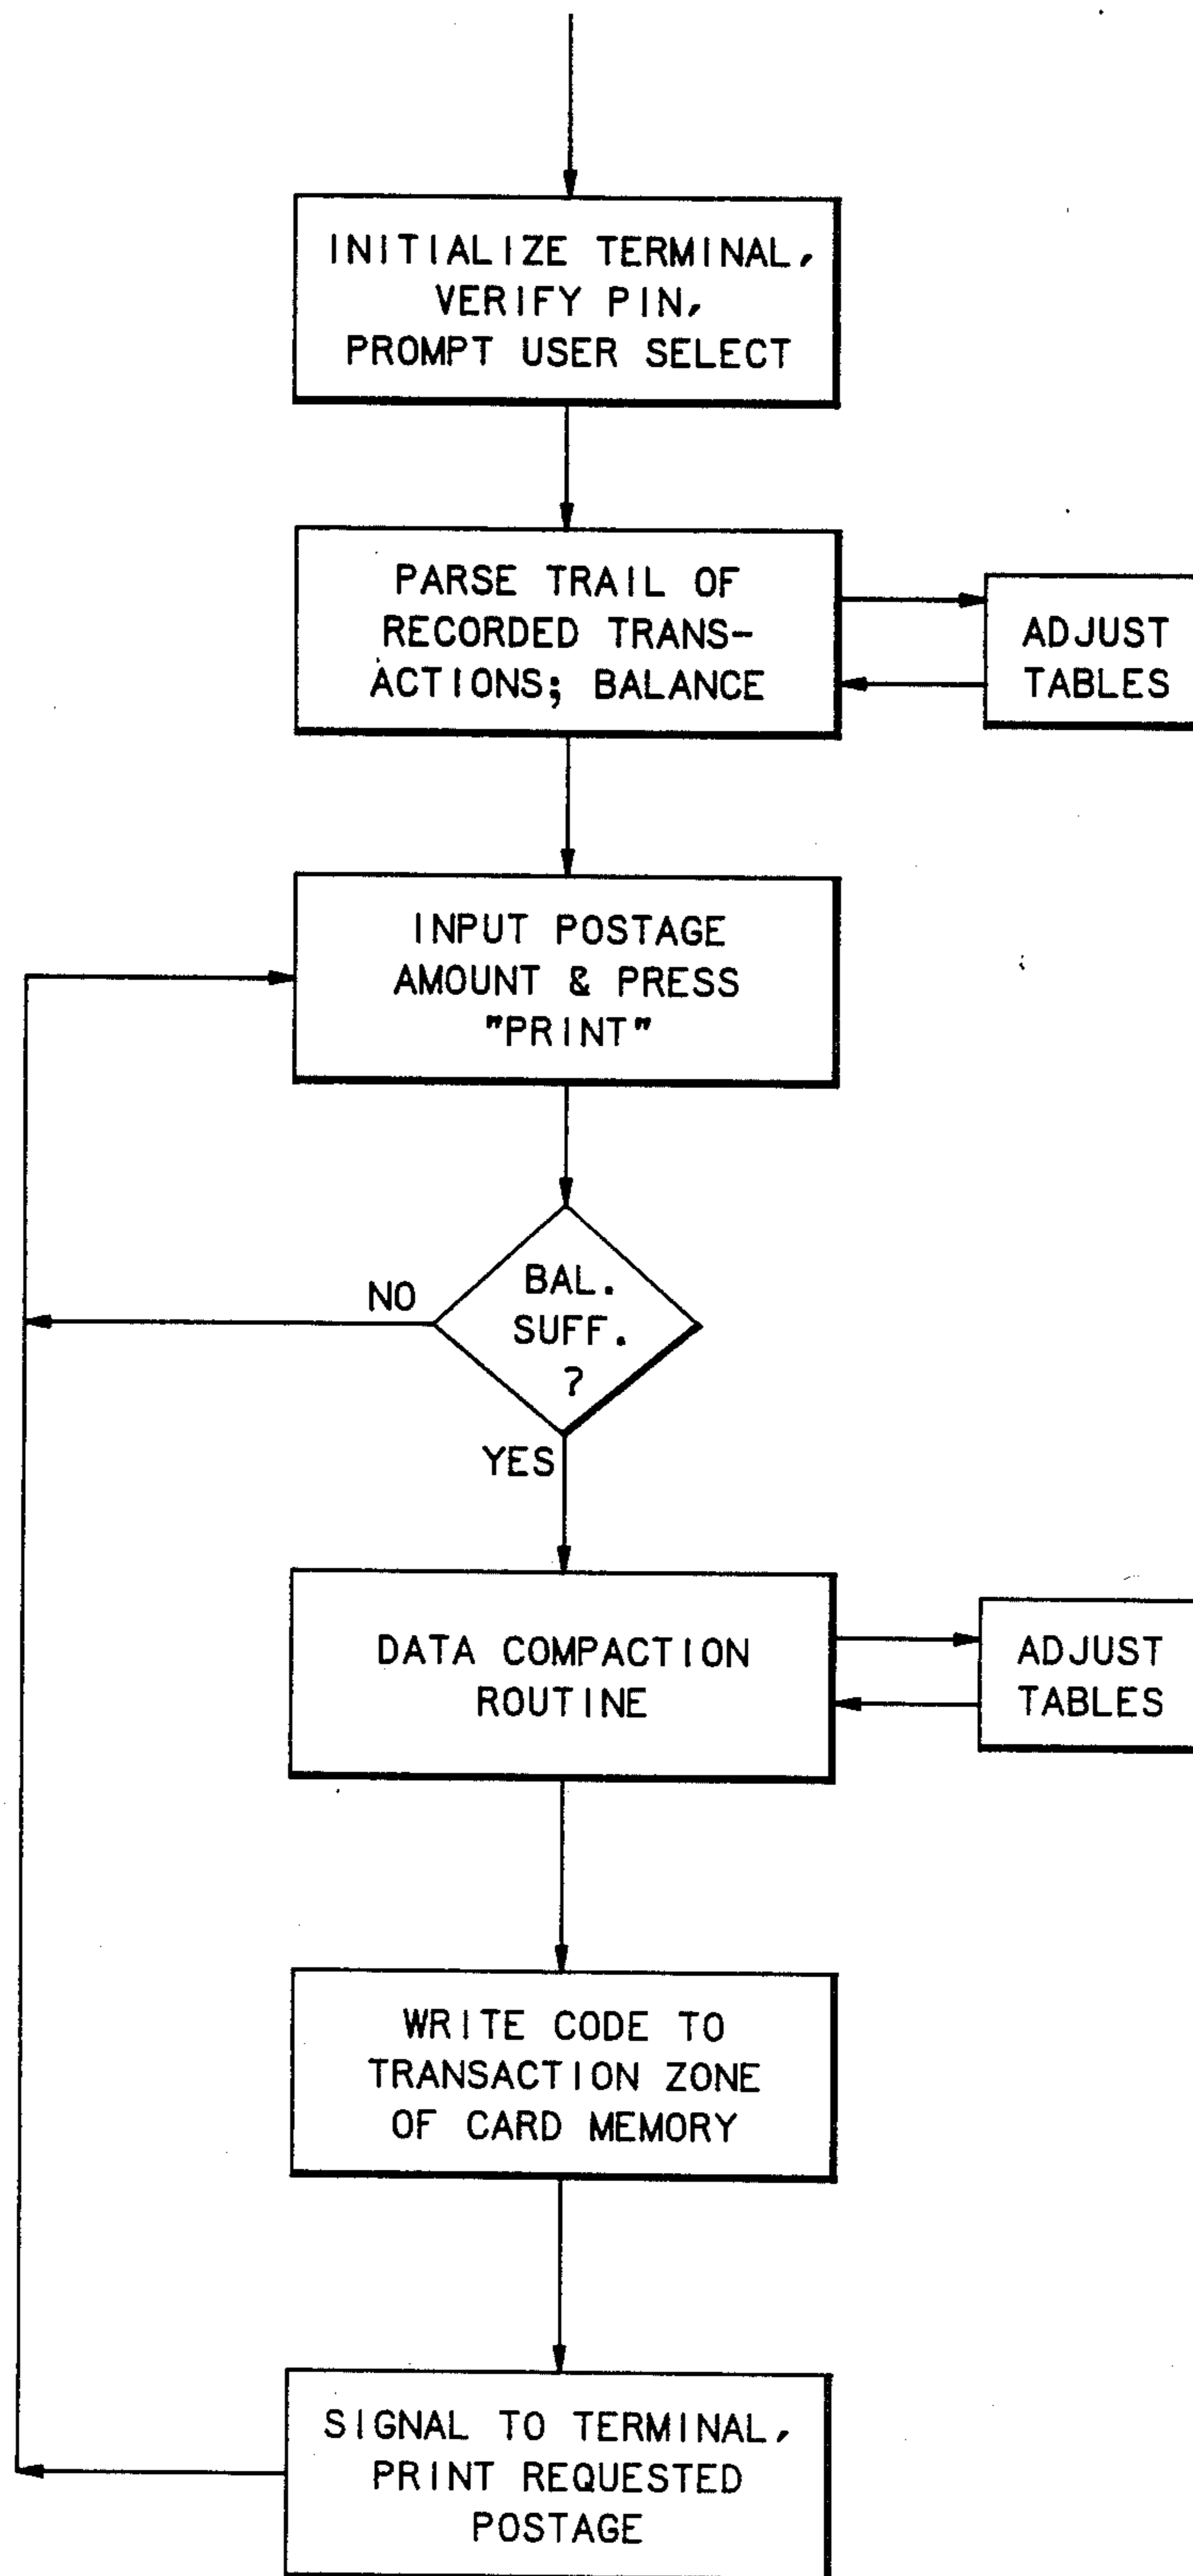 INITIALIZE TERMINAL,
VERIFY PIN,
PROMPT USER SELECT
PARSE TRAIL OF
RECORDED TRANS-
ACTIONS; BALANCE
ADJUST
TABLES
INPUT POSTAGE
AMOUNT & PRESS
"PRINT"
BAL.
SUFF.
?
NO
YES
DATA COMPACTION
ROUTINE
ADJUST
TABLES
WRITE CODE TO
TRANSACTION ZONE
OF CARD MEMORY
SIGNAL TO TERMINAL,
PRINT REQUESTED
POSTAGE